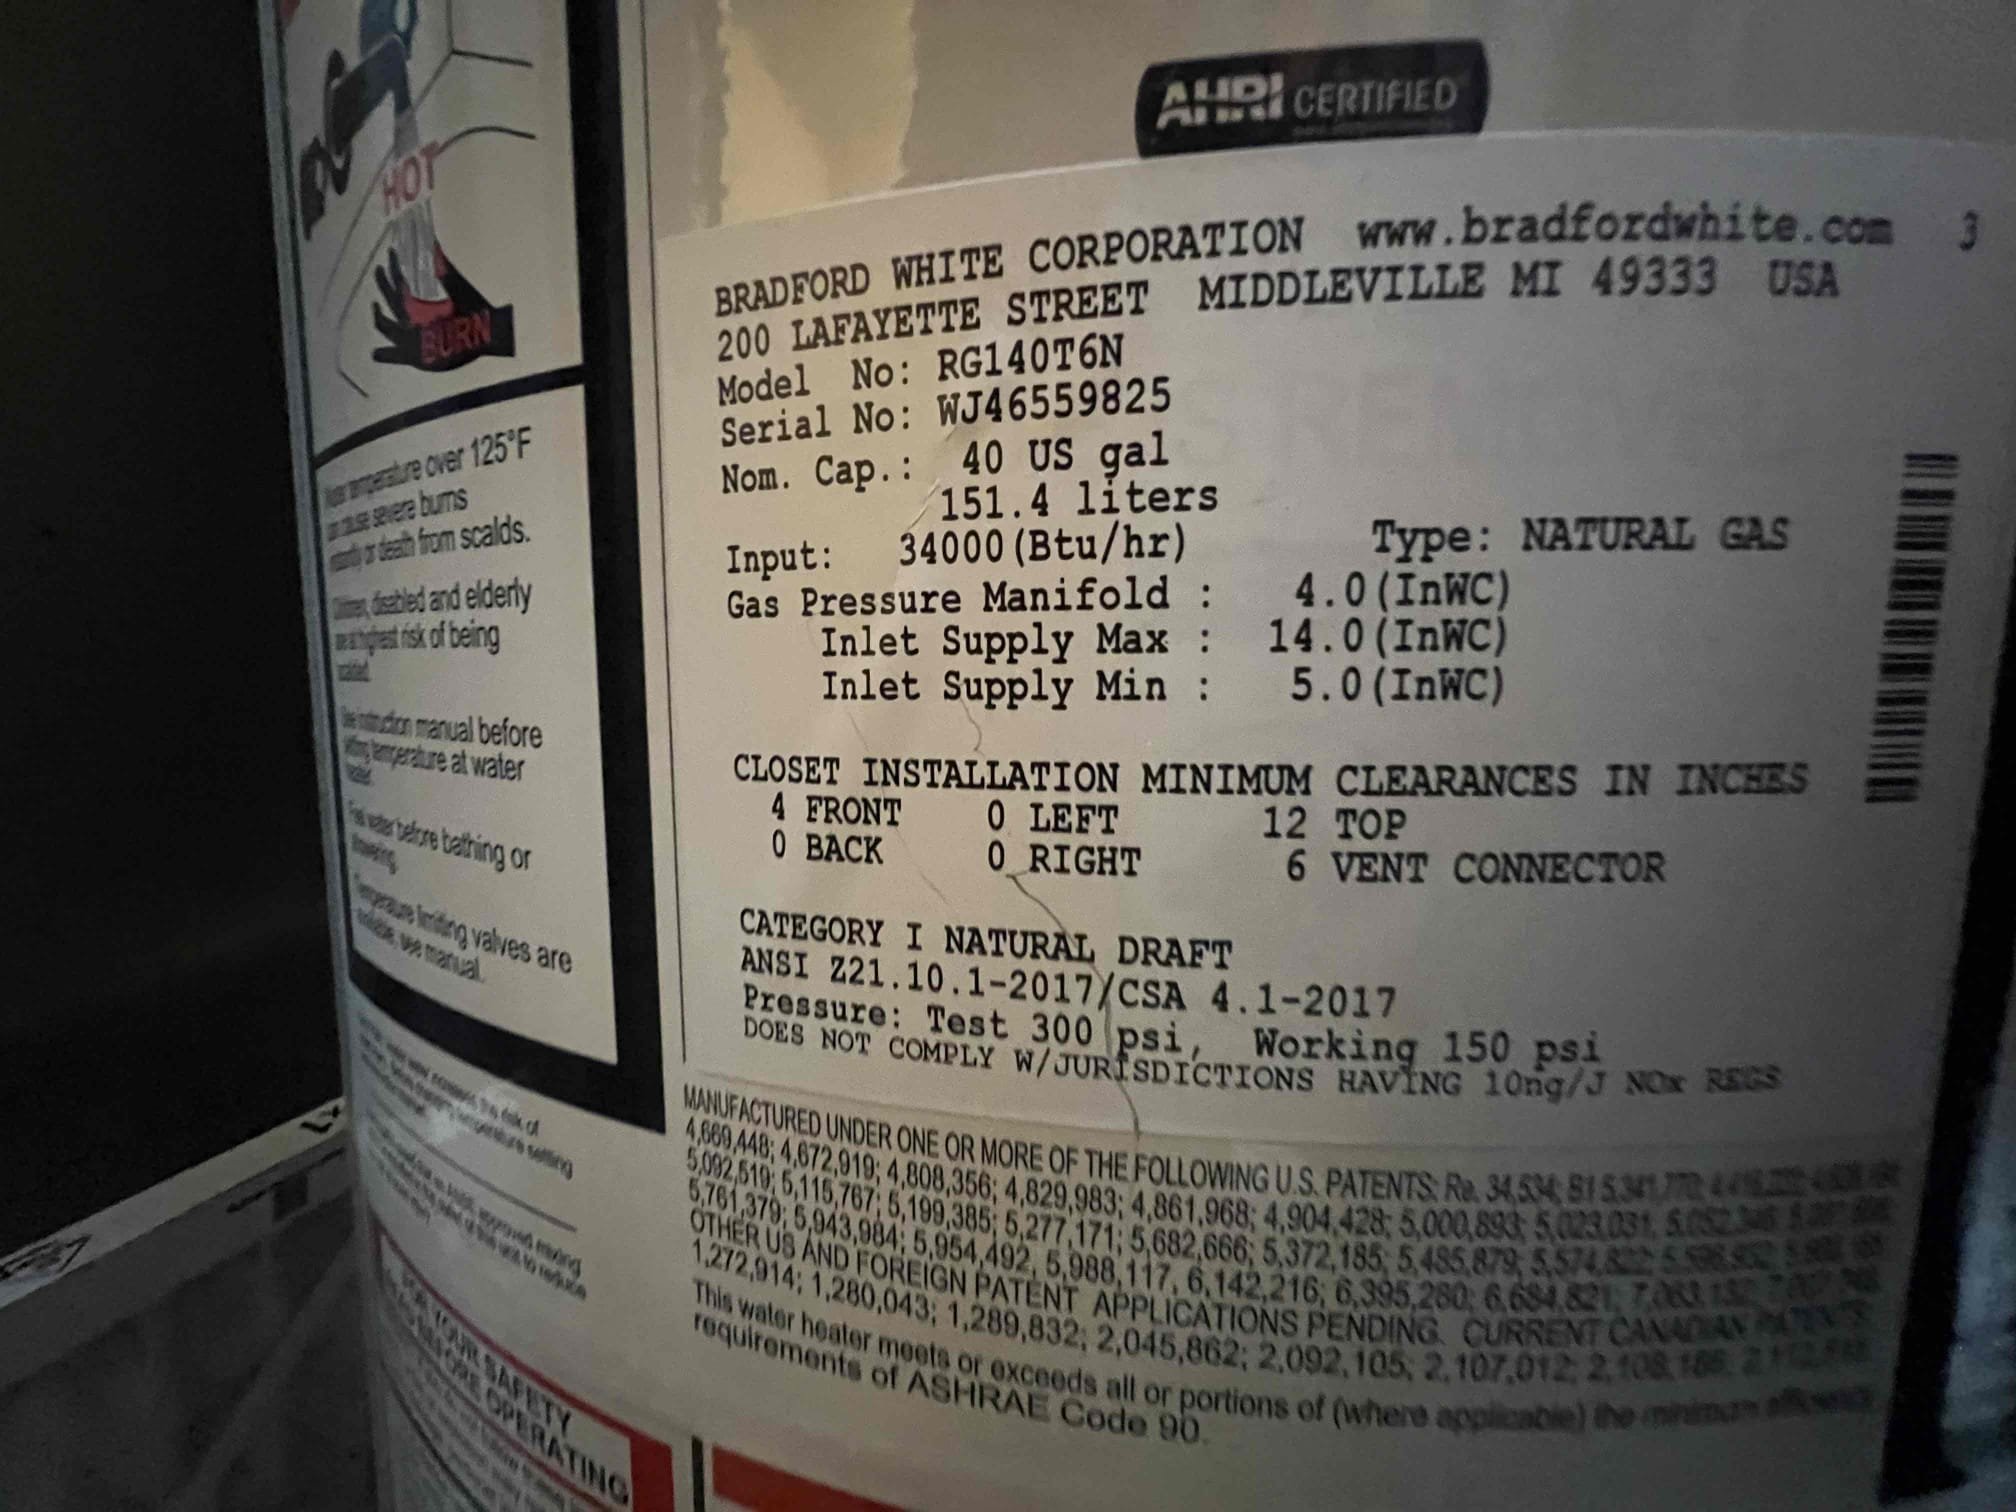 HOT
BURN
temperature over 125°F
cause severe burns
or death from scalds.
disabled and elderly
are at highest risk of being
scalded.
See instruction manual before
setting temperature at water
heater.
Feel water before bathing or
showering.
Temperature limiting valves are
available, see manual.
FOR YOUR SAFETY
READ BEFORE OPERATING
AHRI CERTIFIED
BRADFORD WHITE CORPORATION www.bradfordwhite.com 3
200 LAFAYETTE STREET MIDDLEVILLE MI 49333 USA
Model No: RG140T6N
Serial No: WJ46559825
Nom. Cap.: 40 US gal
151.4 liters
Input: 34000(Btu/hr) Type: NATURAL GAS
Gas Pressure Manifold : 4.0(InWC)
Inlet Supply Max : 14.0(InWC)
Inlet Supply Min : 5.0(InWC)
CLOSET INSTALLATION MINIMUM CLEARANCES IN INCHES
4 FRONT 0 LEFT 12 TOP
0 BACK 0 RIGHT 6 VENT CONNECTOR
CATEGORY I NATURAL DRAFT
ANSI Z21.10.1-2017/CSA 4.1-2017
Pressure: Test 300 psi, Working 150 psi
DOES NOT COMPLY W/JURISDICTIONS HAVING 10ng/J NOx REGS
MANUFACTURED UNDER ONE OR MORE OF THE FOLLOWING U.S. PATENTS: Re. 34,534;
4,669,448; 4,672,919; 4,808,356; 4,829,983; 4,861,968; 4,904,428; 5,000,893; 5,023,031;
5,092,519; 5,115,767; 5,199,385; 5,277,171; 5,682,666; 5,372,185; 5,485,879;
5,761,379; 5,943,984; 5,954,492, 5,988,117, 6,142,216; 6,395,280; 6,684,821;
OTHER US AND FOREIGN PATENT APPLICATIONS PENDING. CURRENT CANADIAN PATENTS
1,272,914; 1,280,043; 1,289,832; 2,045,862; 2,092,105; 2,107,012;
This water heater meets or exceeds all or portions of (where applicable) the minimum efficiency
requirements of ASHRAE Code 90.